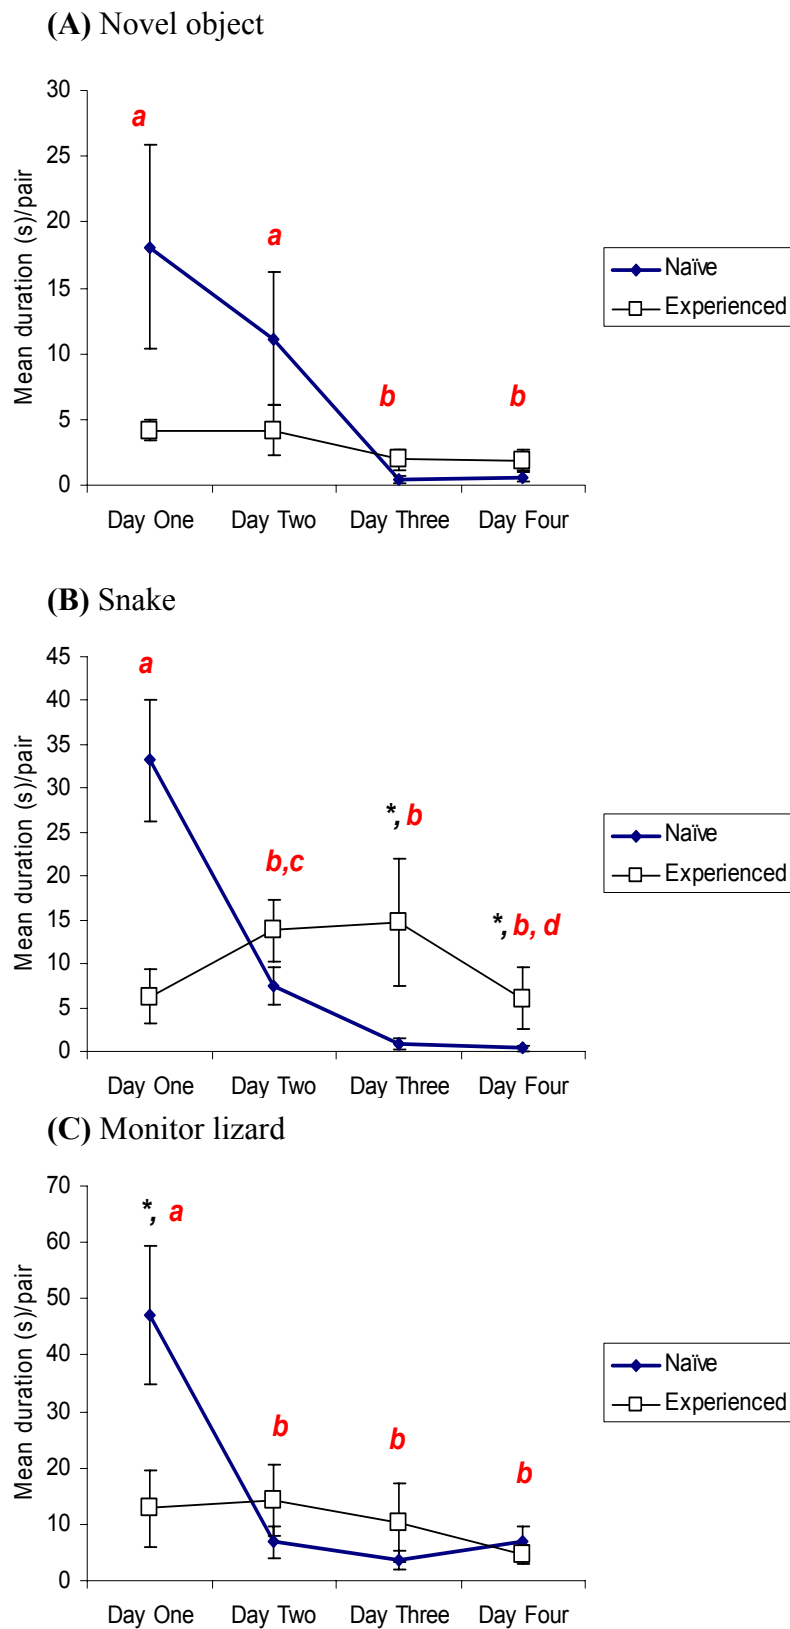 (A) Novel object
30
25
20
15
10
5
0
Mean duration (s)/pair
a
a
b
b
Day One Day Two Day Three Day Four
Naïve
Experienced
(B) Snake
45
40
35
30
25
20
15
10
5
0
Mean duration (s)/pair
a
b,c
*, b
*, b, d
Day One Day Two Day Three Day Four
Naïve
Experienced
(C) Monitor lizard
70
60
50
40
30
20
10
0
Mean duration (s)/pair
*, a
b
b
b
Day One Day Two Day Three Day Four
Naïve
Experienced